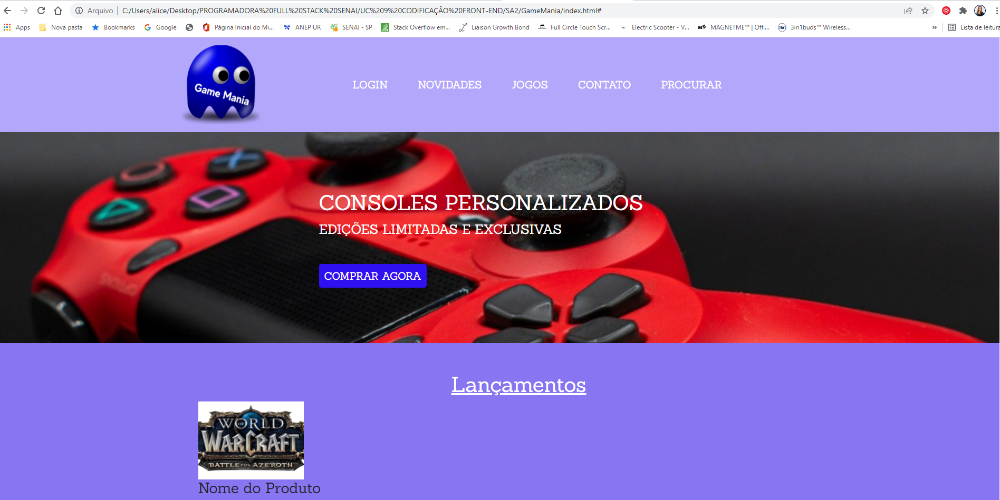 Arquivo | C:/Users/alice/Desktop/PROGRAMADORA%20FULL%20STACK%20SENAI/UC%209%20CODIFICAÇÃO%20FRONT-END/SA2/GameMania/index.html#
Apps Nova pasta Bookmarks Google Página Inicial do Mi... ANEP UR SENAI - SP Stack Overflow em... Liaison Growth Bond Full Circle Touch Scr... Electric Scooter - V... MAGNETME™ | Offi... 3in1buds™ Wireless... » Lista de leitura
Game Mania
LOGIN NOVIDADES JOGOS CONTATO PROCURAR
CONSOLES PERSONALIZADOS
EDIÇÕES LIMITADAS E EXCLUSIVAS
COMPRAR AGORA
Lançamentos
WORLD
OF
WARCRAFT
BATTLE FOR AZEROTH
Nome do Produto